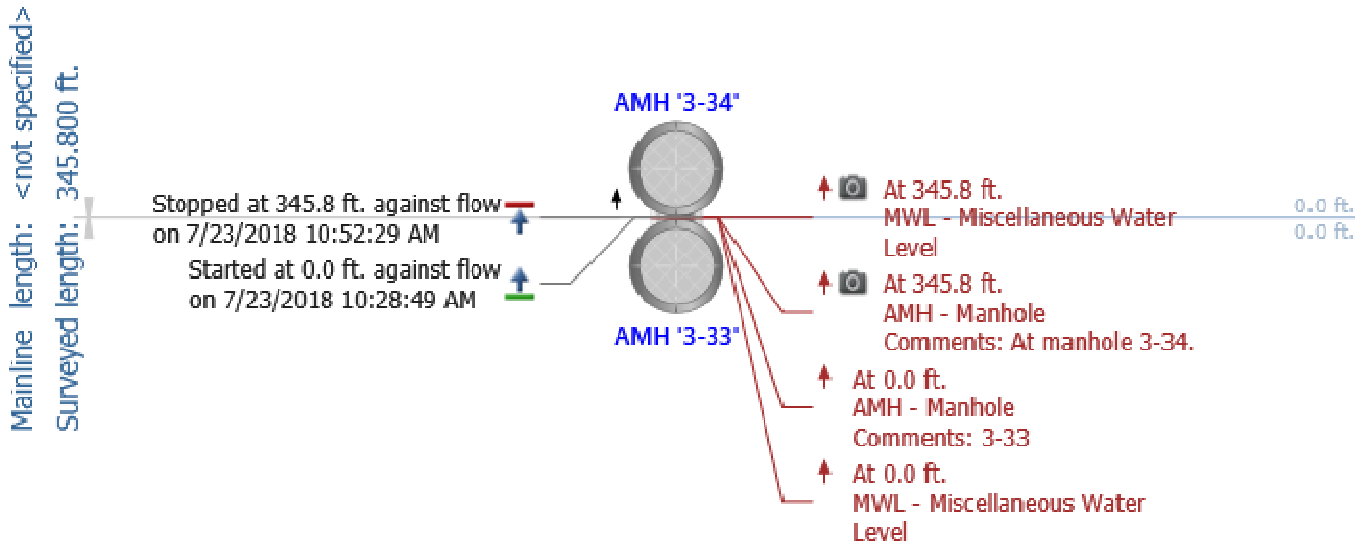 Mainline length: <not specified>
Surveyed length: 345.800 ft.
AMH "3-34"
Stopped at 345.8 ft. against flow
on 7/23/2018 10:52:29 AM
Started at 0.0 ft. against flow
on 7/23/2018 10:28:49 AM
AMH "3-33"
At 345.8 ft.
MWL - Miscellaneous Water
Level
At 345.8 ft.
AMH - Manhole
Comments: At manhole 3-34.
At 0.0 ft.
AMH - Manhole
Comments: 3-33
At 0.0 ft.
MWL - Miscellaneous Water
Level
0.0 ft.
0.0 ft.